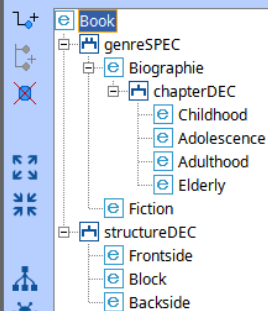 Book
genreSPEC
Biographie
chapterDEC
Childhood
Adolescence
Adulthood
Elderly
Fiction
structureDEC
Frontside
Block
Backside